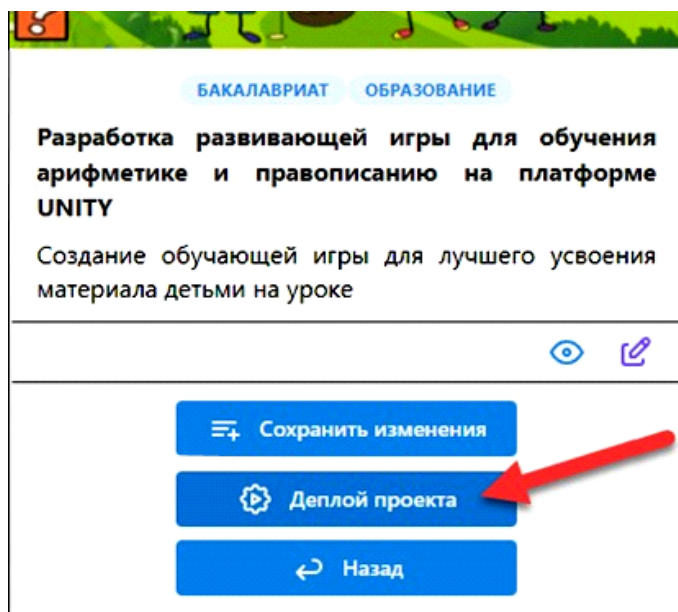 ?
БАКАЛАВРИАТ ОБРАЗОВАНИЕ
Разработка развивающей игры для обучения
арифметике и правописанию на платформе
UNITY
Создание обучающей игры для лучшего усвоения
материала детьми на уроке
Сохранить изменения
Деплой проекта
Назад